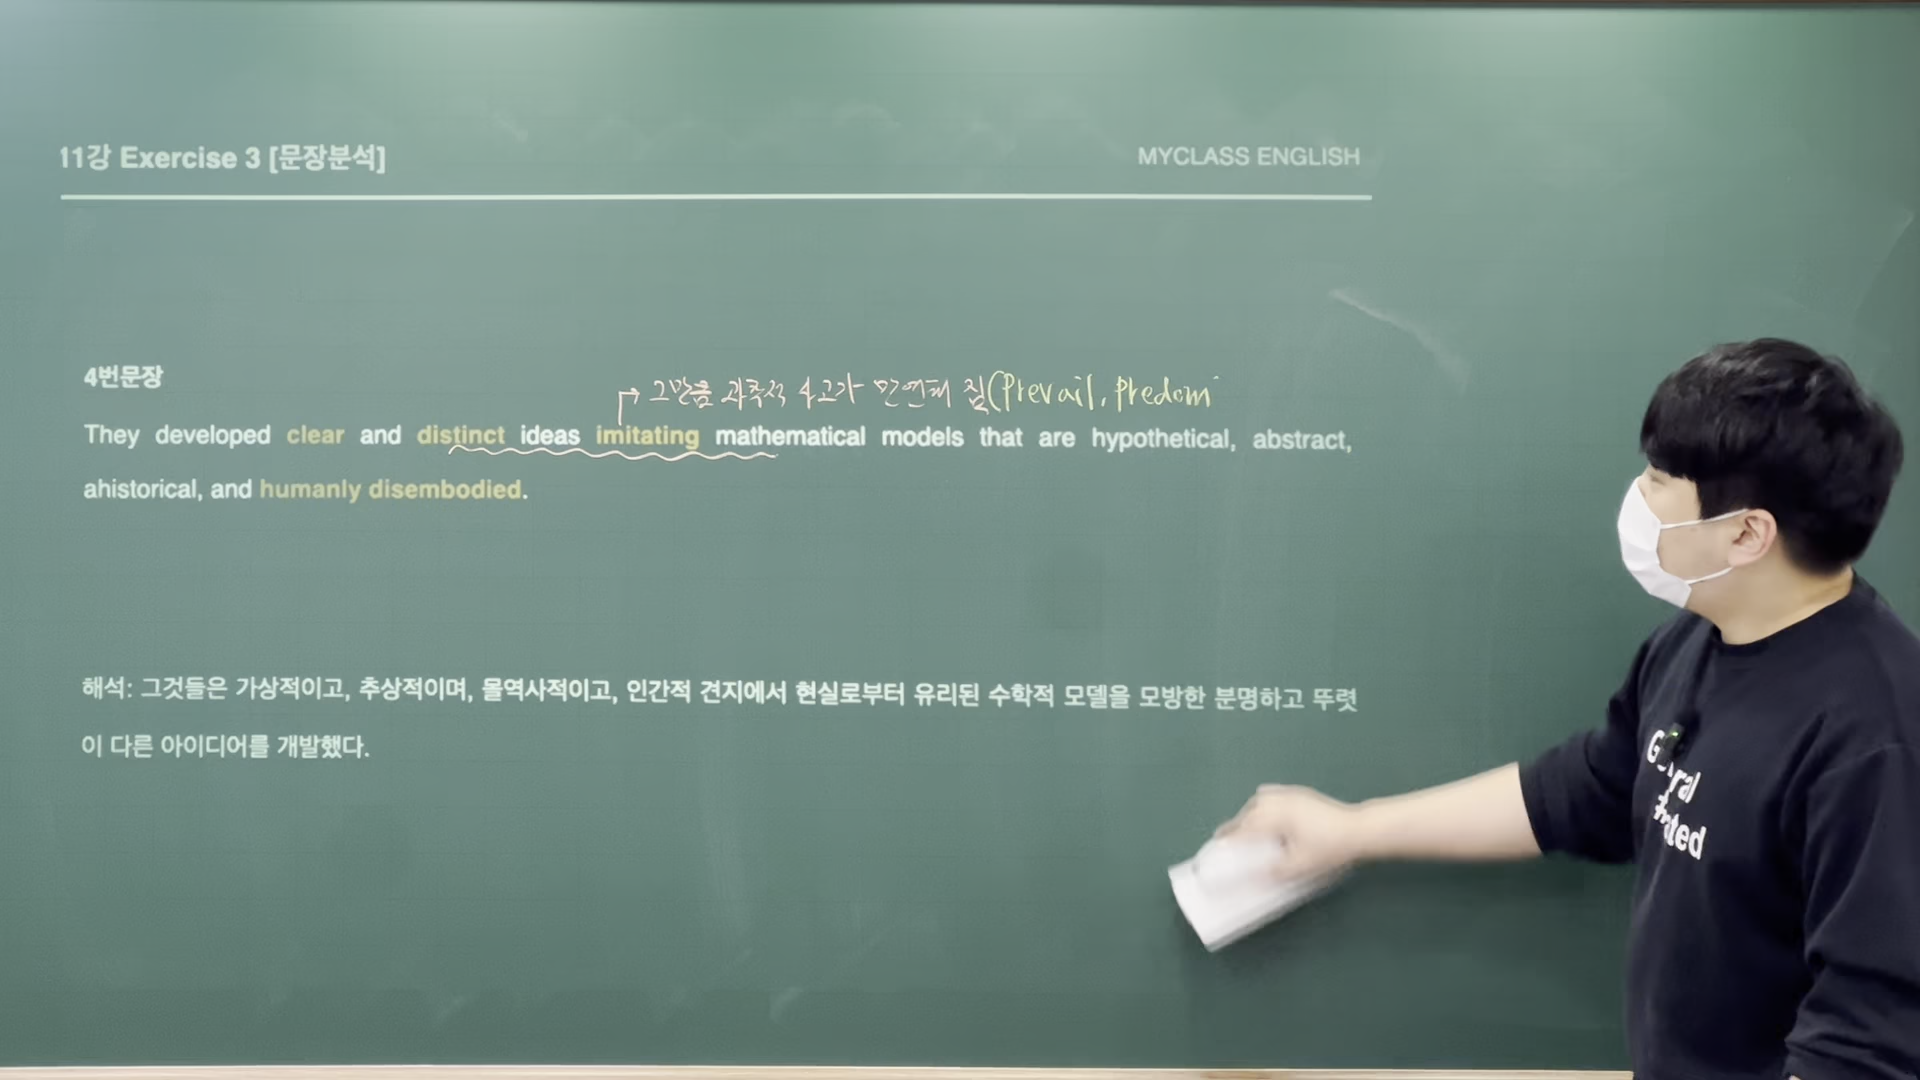 11강 Exercise 3 [문장분석]
MYCLASS ENGLISH
4번문장
그만큼 과학적 사고가 만연해 짐(Prevail, Predom
They developed clear and distinct ideas imitating mathematical models that are hypothetical, abstract,
ahistorical, and humanly disembodied.
해석: 그것들은 가상적이고, 추상적이며, 몰역사적이고, 인간적 견지에서 현실로부터 유리된 수학적 모델을 모방한 분명하고 뚜렷
이 다른 아이디어를 개발했다.